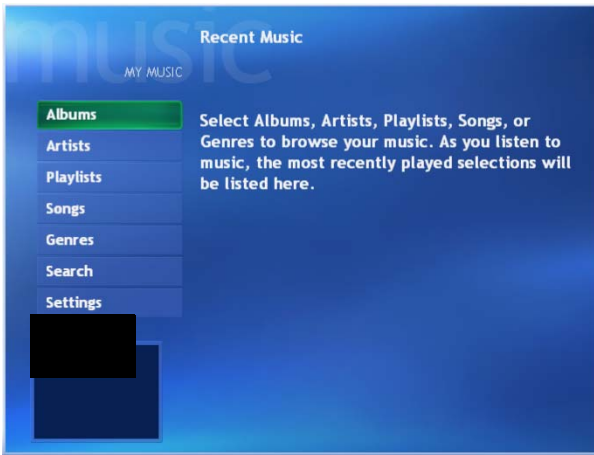 music
Recent Music
MY MUSIC
Albums
Select Albums, Artists, Playlists, Songs, or
Genres to browse your music. As you listen to
music, the most recently played selections will
be listed here.
Artists
Playlists
Songs
Genres
Search
Settings